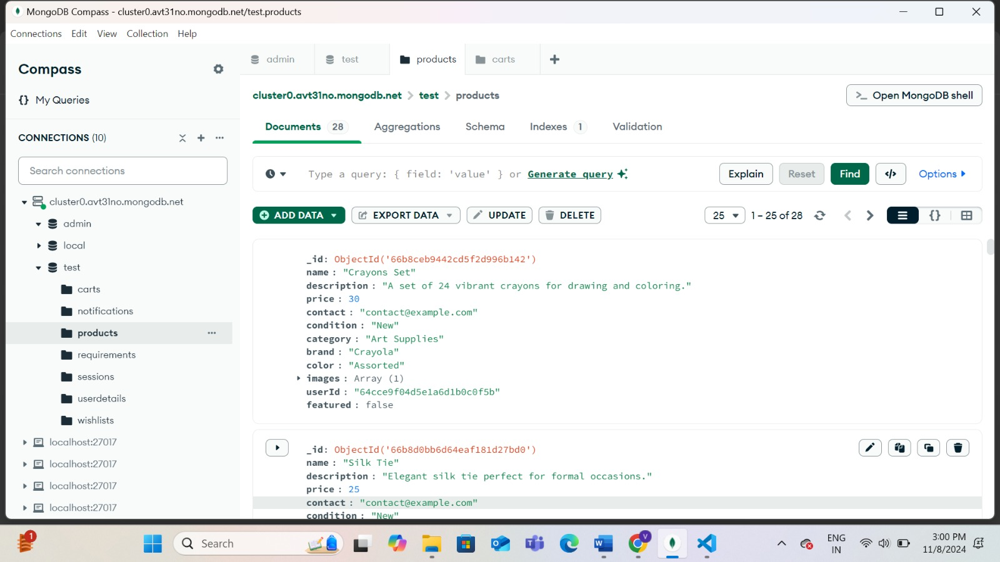 MongoDB Compass - cluster0.avt31no.mongodb.net/test.products
Connections Edit View Collection Help
Compass
{} My Queries
CONNECTIONS (10)
Search connections
cluster0.avt31no.mongodb.net
admin
local
test
carts
notifications
products
requirements
sessions
userdetails
wishlists
localhost:27017
localhost:27017
localhost:27017
localhost:27017
admin test products carts
cluster0.avt31no.mongodb.net > test > products
>_ Open MongoDB shell
Documents 28 Aggregations Schema Indexes 1 Validation
Type a query: { field: 'value' } or Generate query
Explain Reset Find </> Options
ADD DATA EXPORT DATA UPDATE DELETE
25 1 – 25 of 28 {}
_id: ObjectId('66b8ceb9442cd5f2d996b142')
name : "Crayons Set"
description : "A set of 24 vibrant crayons for drawing and coloring."
price : 30
contact : "contact@example.com"
condition : "New"
category : "Art Supplies"
brand : "Crayola"
color : "Assorted"
images : Array (1)
userId : "64cce9f04d5e1a6d1b0c0f5b"
featured : false
_id: ObjectId('66b8d0bb6d64eaf181d27bd0')
name : "Silk Tie"
description : "Elegant silk tie perfect for formal occasions."
price : 25
contact : "contact@example.com"
condition : "New"
1
Search
V
ENG
IN
3:00 PM
11/8/2024